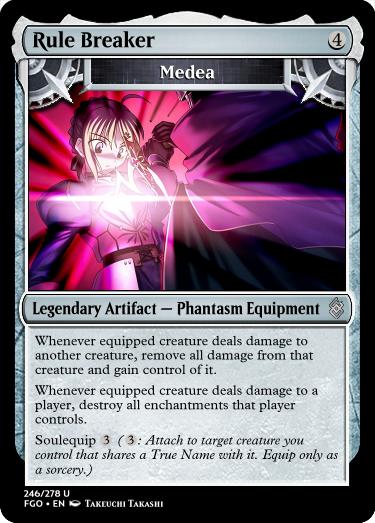 Rule Breaker 4
Medea
Legendary Artifact — Phantasm Equipment
Whenever equipped creature deals damage to
another creature, remove all damage from that
creature and gain control of it.
Whenever equipped creature deals damage to a
player, destroy all enchantments that player
controls.
Soulequip 3 (3: Attach to target creature you
control that shares a True Name with it. Equip only as
a sorcery.)
246/278 U
FGO • EN Takeuchi Takashi